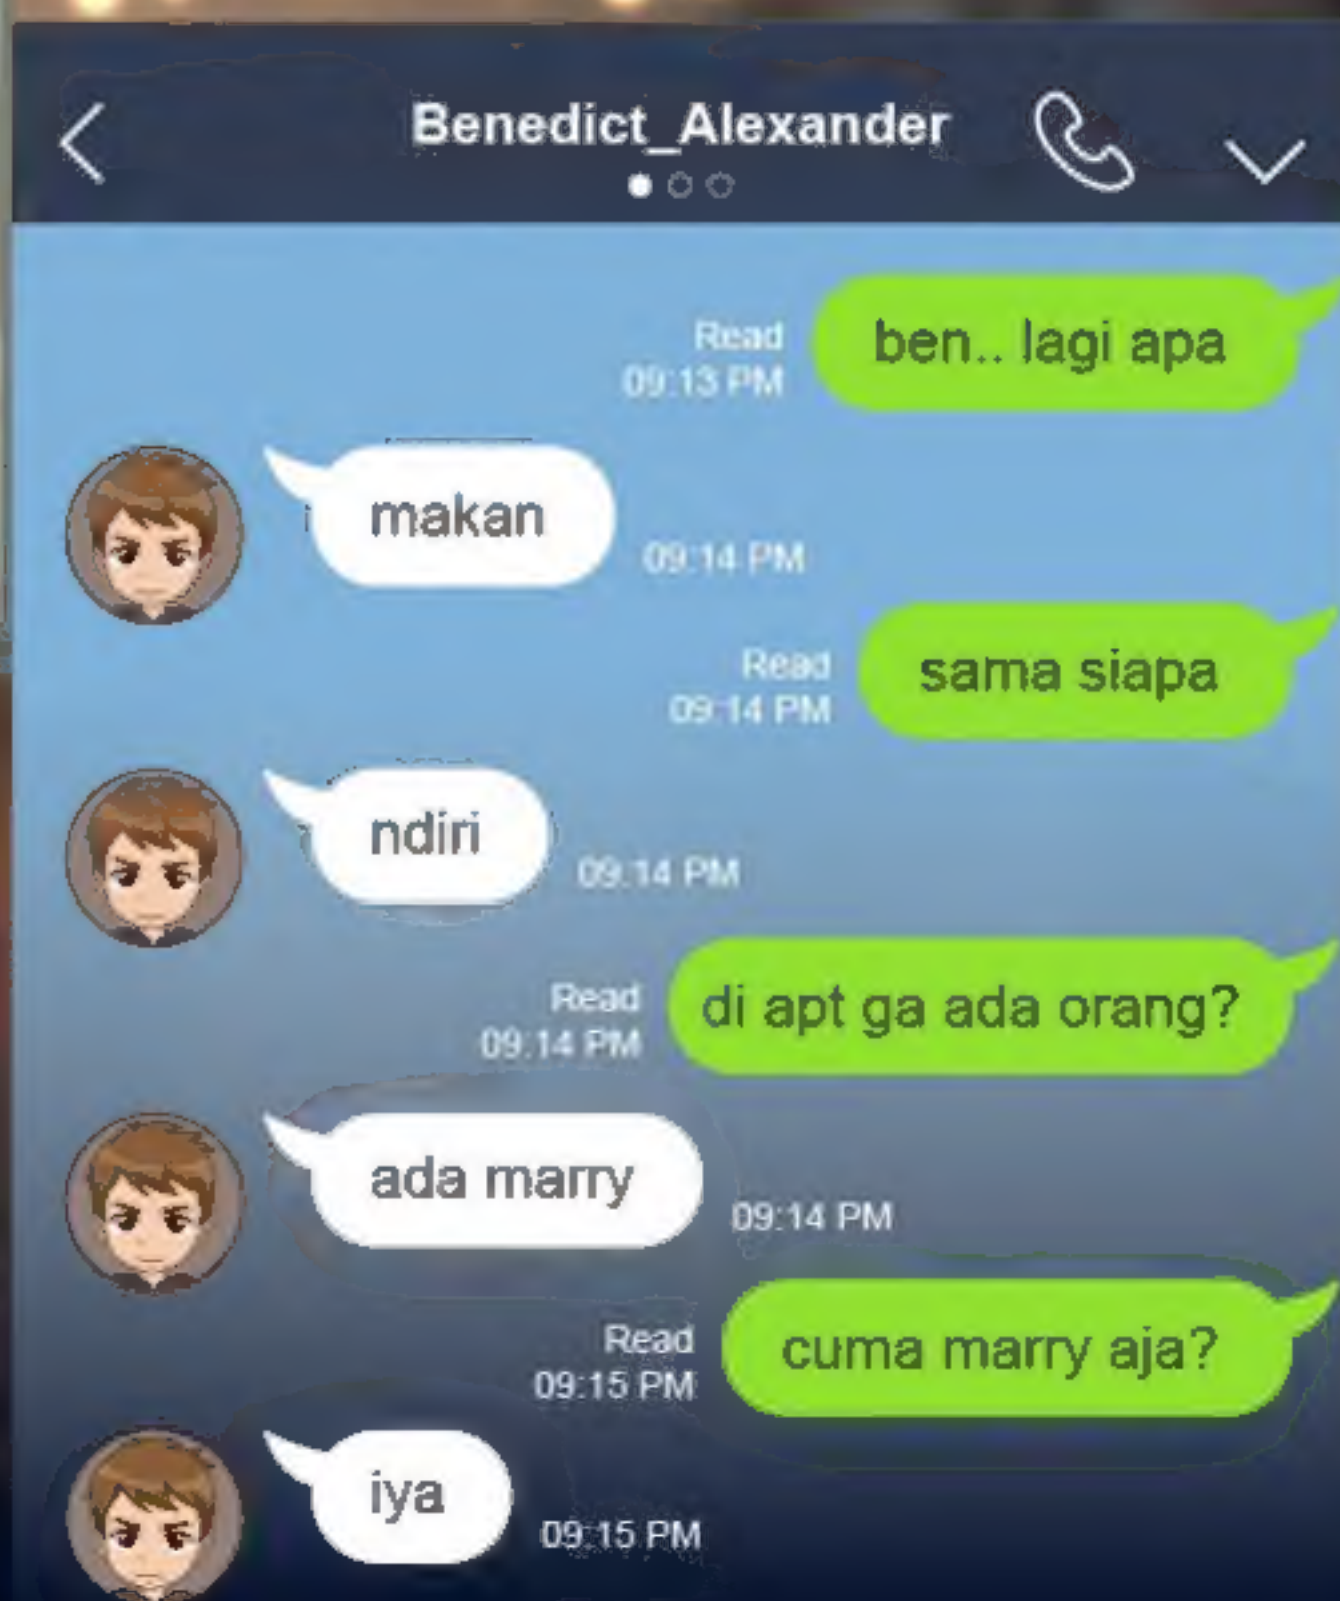 Benedict_Alexander
ben.. lagi apa
Read
09:13 PM
makan
09:14 PM
sama siapa
Read
09:14 PM
ndiri
09:14 PM
di apt ga ada orang?
Read
09:14 PM
ada marry
09:14 PM
cuma marry aja?
Read
09:15 PM
iya
09:15 PM